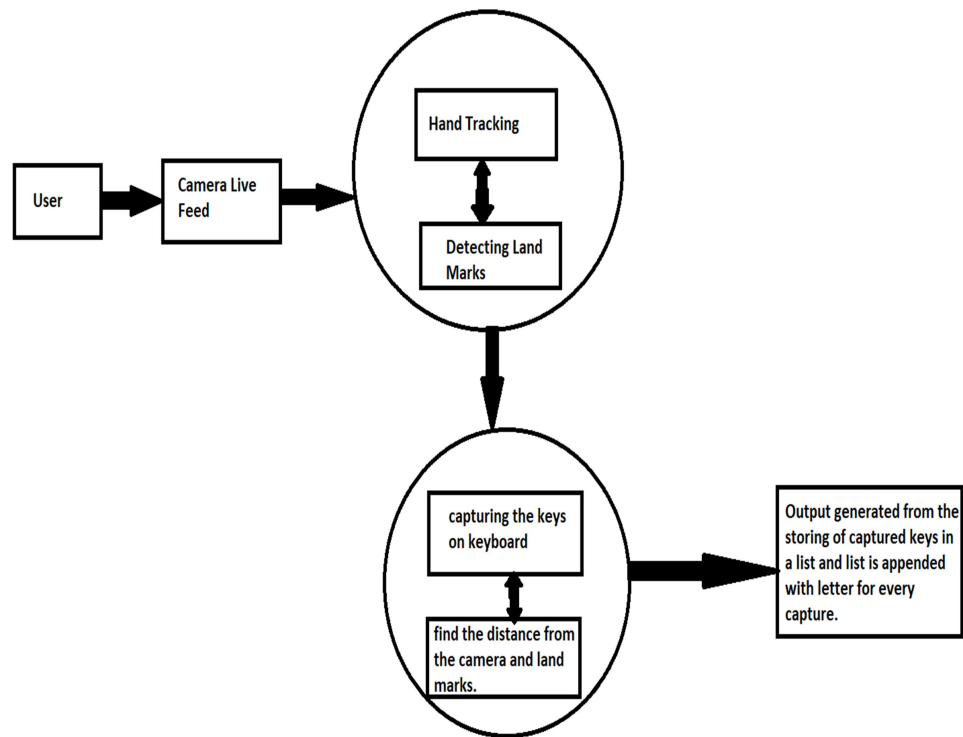 Hand Tracking
User
Camera Live
Feed
Detecting Land
Marks
capturing the keys
on keyboard
find the distance from
the camera and land
marks.
Output generated from the
storing of captured keys in
a list and list is appended
with letter for every
capture.